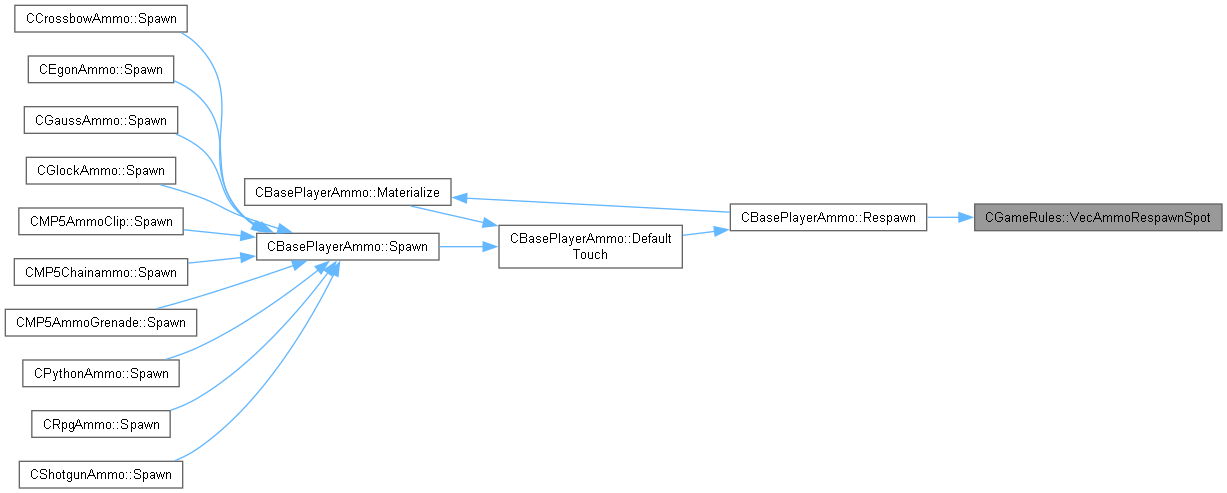 CCrossbowAmmo::Spawn
CEgonAmmo::Spawn
CGaussAmmo::Spawn
CGlockAmmo::Spawn
CMP5AmmoClip::Spawn
CMP5Chainammo::Spawn
CMP5AmmoGrenade::Spawn
CPythonAmmo::Spawn
CRpgAmmo::Spawn
CShotgunAmmo::Spawn
CBasePlayerAmmo::Materialize
CBasePlayerAmmo::Spawn
CBasePlayerAmmo::Default
Touch
CBasePlayerAmmo::Respawn
CGameRules::VecAmmoRespawnSpot